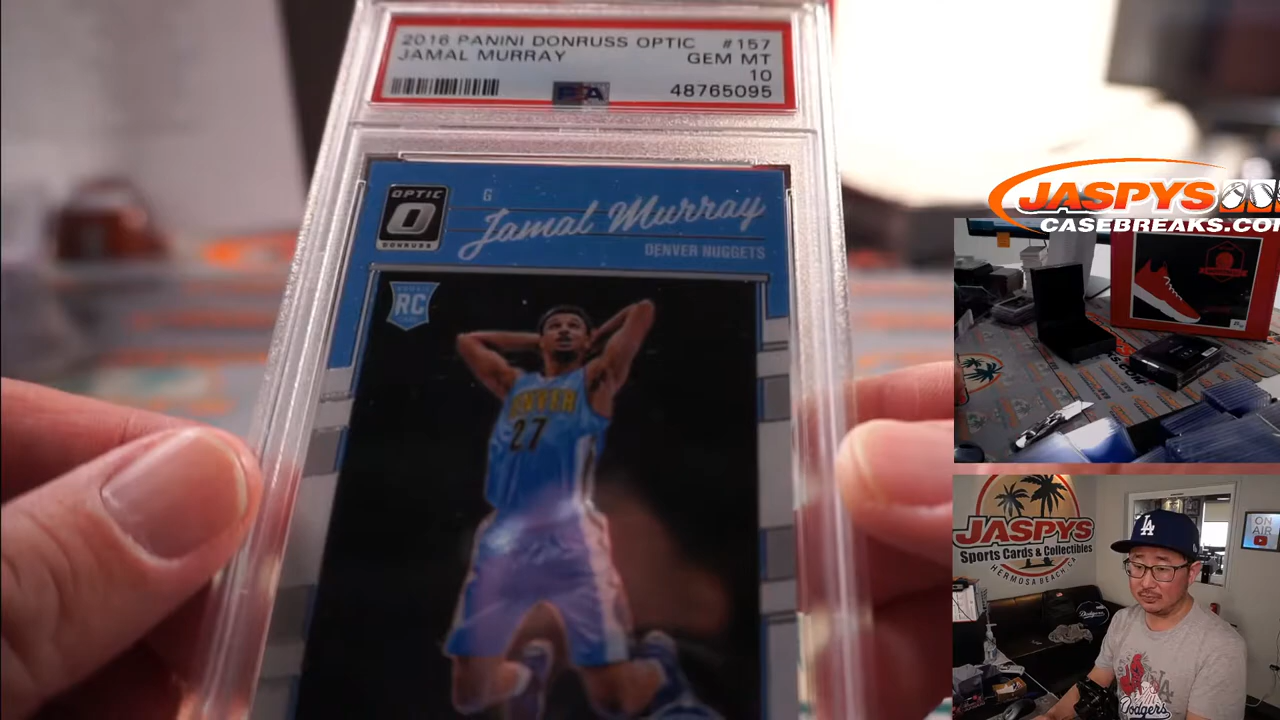 2016 PANINI DONRUSS OPTIC #157
JAMAL MURRAY GEM MT
10
PSA 48765095
OPTIC
DONRUSS
G
Jamal Murray
DENVER NUGGETS
RC
DENVER
27
JASPYS
CASEBREAKS.COM
JASPYS
Sports Cards & Collectibles
HERMOSA BEACH CA
ON
AIR
LA
Dodgers